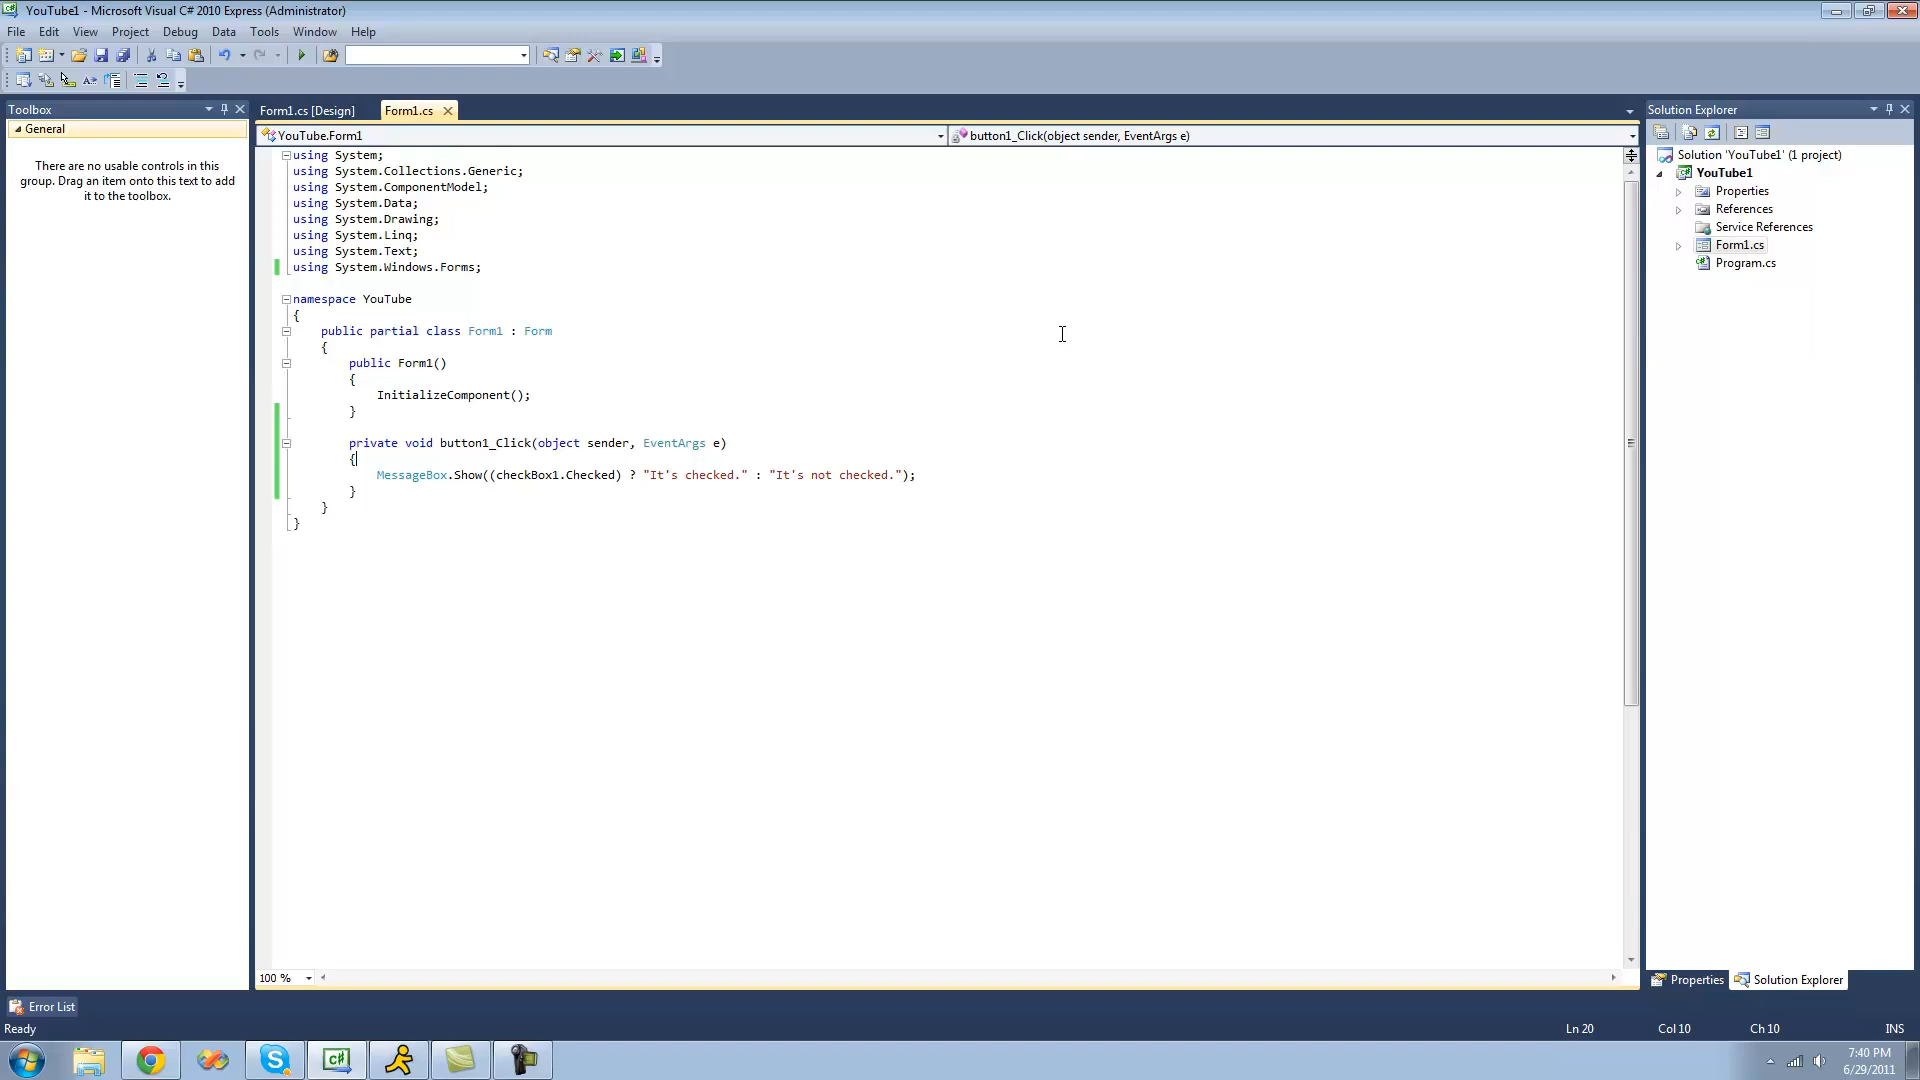 YouTube1 - Microsoft Visual C# 2010 Express (Administrator)
File Edit View Project Debug Data Tools Window Help
Toolbox
General
There are no usable controls in this
group. Drag an item onto this text to add
it to the toolbox.
Form1.cs [Design] Form1.cs
YouTube.Form1
button1_Click(object sender, EventArgs e)
using System;
using System.Collections.Generic;
using System.ComponentModel;
using System.Data;
using System.Drawing;
using System.Linq;
using System.Text;
using System.Windows.Forms;
namespace YouTube
{
public partial class Form1 : Form
{
public Form1()
{
InitializeComponent();
}
private void button1_Click(object sender, EventArgs e)
{
MessageBox.Show((checkBox1.Checked) ? "It's checked." : "It's not checked.");
}
}
}
100 %
Solution Explorer
Solution 'YouTube1' (1 project)
YouTube1
Properties
References
Service References
Form1.cs
Program.cs
Properties Solution Explorer
Error List
Ready
Ln 20 Col 10 Ch 10 INS
C#
7:40 PM
6/29/2011